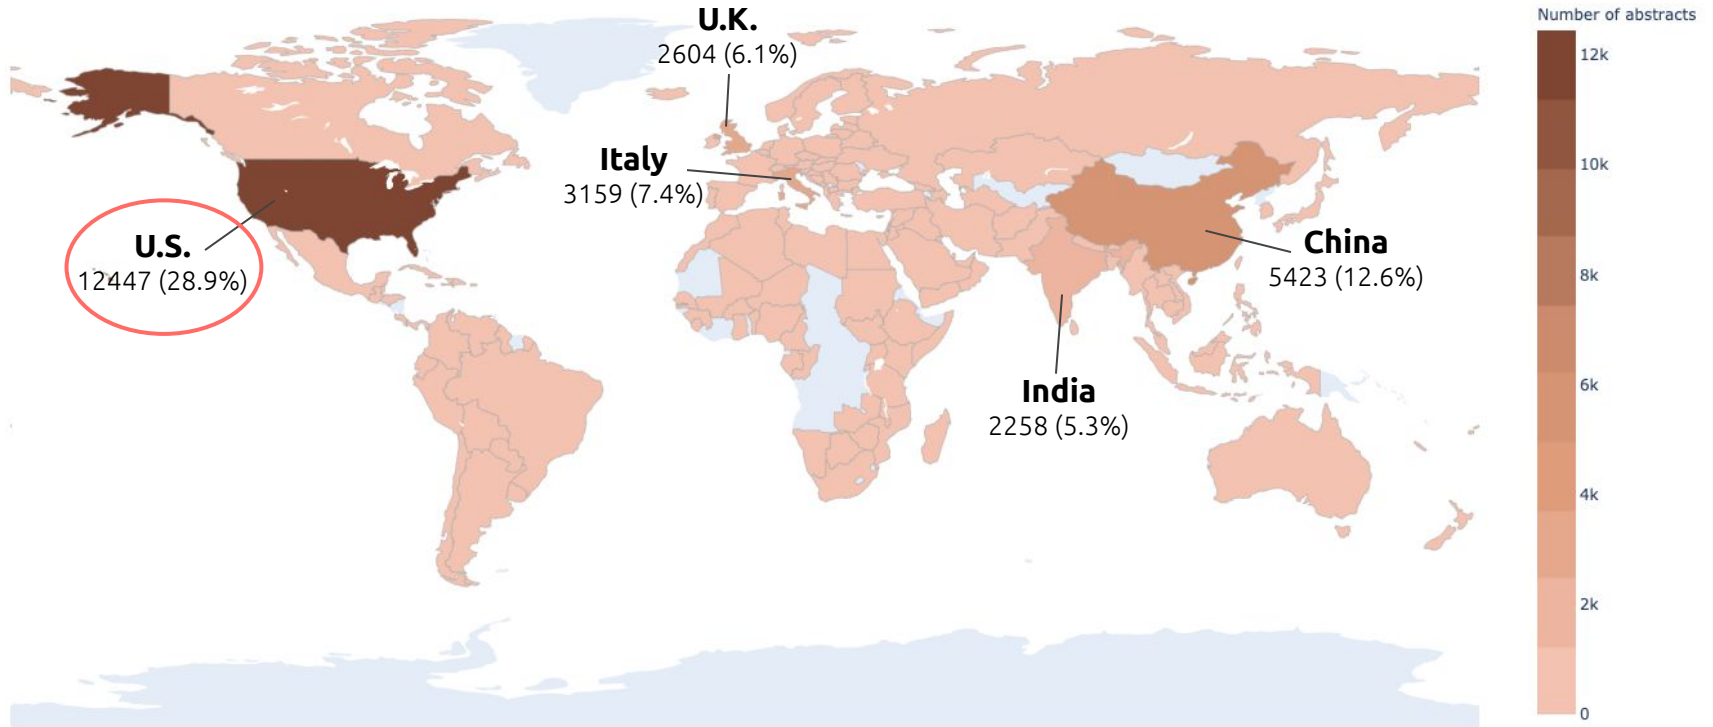 U.K.
2604 (6.1%)
Italy
3159 (7.4%)
U.S.
12447 (28.9%)
China
5423 (12.6%)
India
2258 (5.3%)
Number of abstracts
12k
10k
8k
6k
4k
2k
0